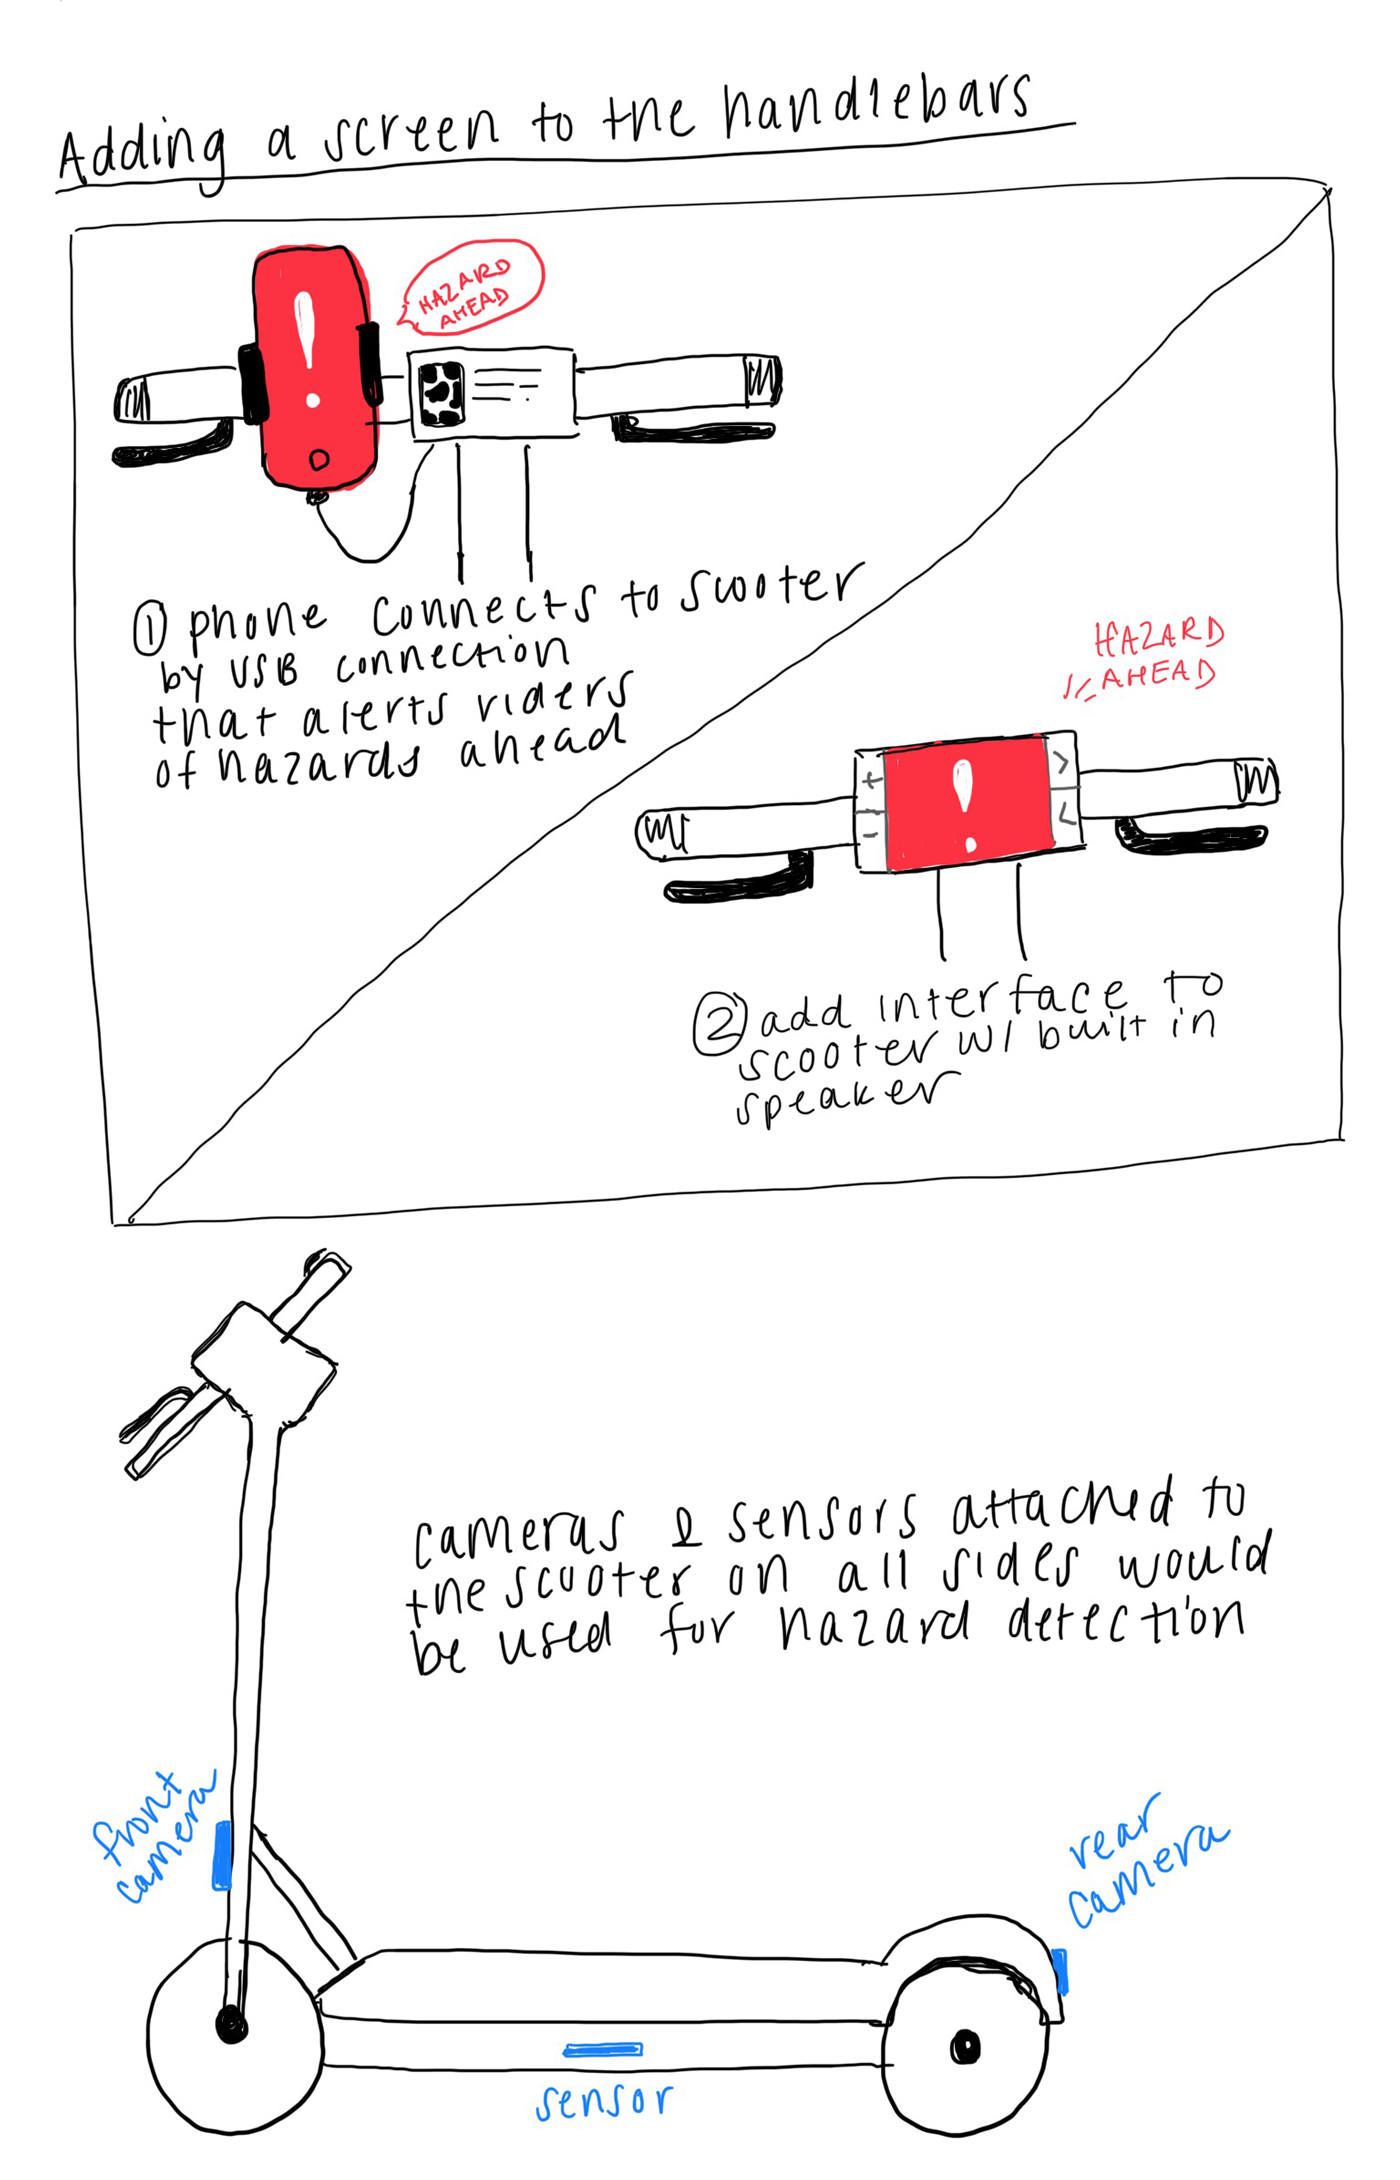 Adding a screen to the handlebars
HAZARD
AHEAD
① phone connects to scooter
by USB connection
that alerts riders
of hazards ahead
HAZARD
AHEAD
+
-
>
<
② add interface to
scooter w/ built in
speaker
cameras & sensors attached to
the scooter on all sides would
be used for hazard detection
front
camera
rear
camera
sensor